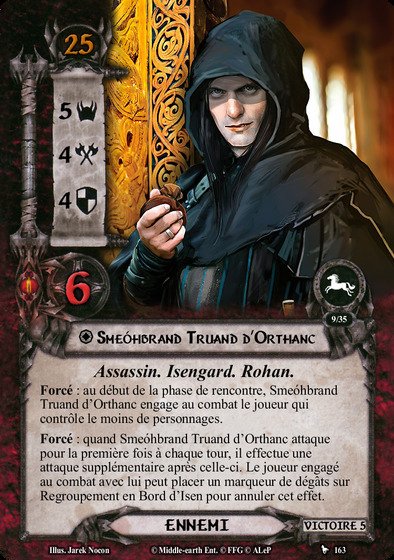 25
5
4
4
6
9/35
Smeóhbrand Truand d'Orthanc
Assassin. Isengard. Rohan.
Forcé : au début de la phase de rencontre, Smeóhbrand
Truand d'Orthanc engage au combat le joueur qui
contrôle le moins de personnages.
Forcé : quand Smeóhbrand Truand d'Orthanc attaque
pour la première fois à chaque tour, il effectue une
attaque supplémentaire après celle-ci. Le joueur engagé
au combat avec lui peut placer un marqueur de dégâts sur
Regroupement en Bord d'Isen pour annuler cet effet.
ENNEMI
VICTOIRE 5
Illus. Jarek Nocon © Middle-earth Ent. © FFG © ALeP 163